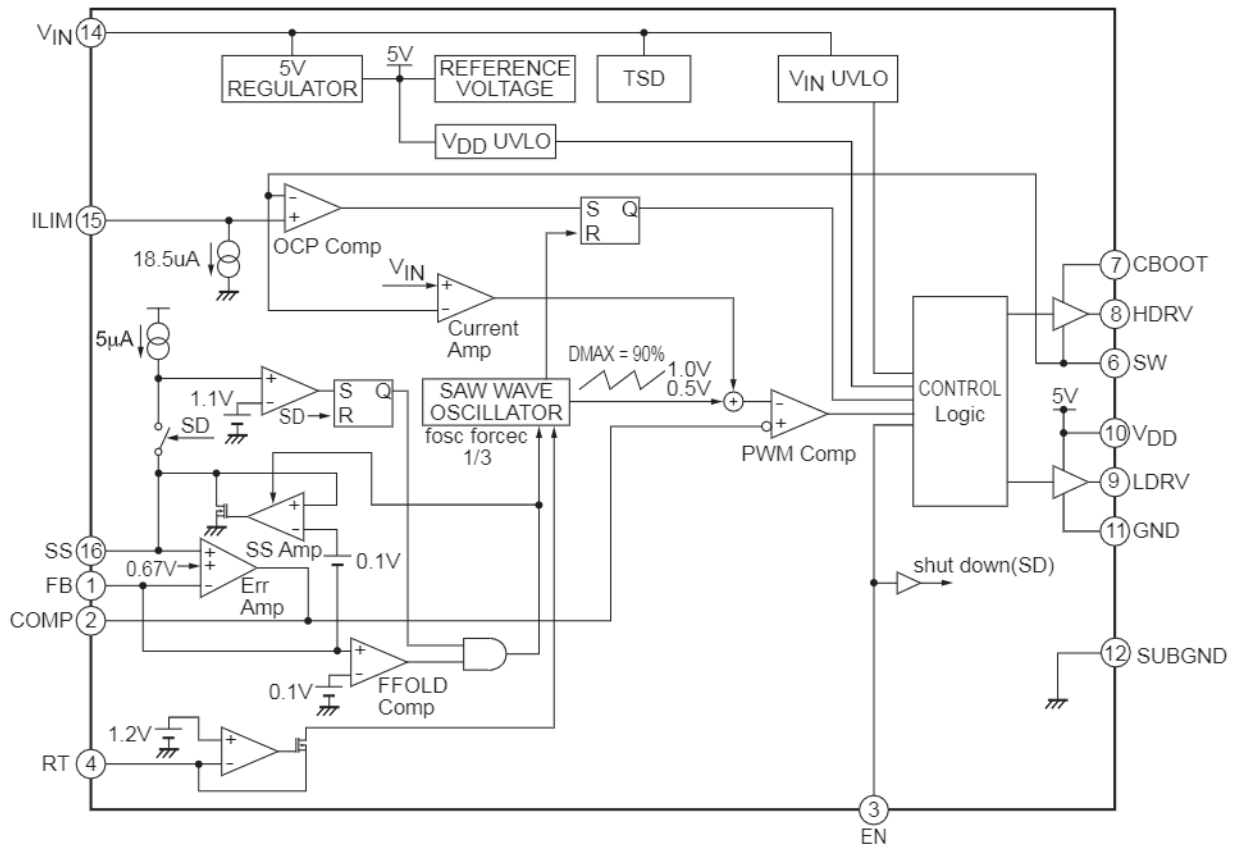 VIN 14
5V
REGULATOR
5V
REFERENCE
VOLTAGE
TSD
VIN UVLO
VDD UVLO
ILIM 15
18.5uA
-
+
OCP Comp
S Q
R
VIN
+
-
Current
Amp
5μA
1.1V
+
-
SD
S Q
R
SD
SAW WAVE
OSCILLATOR
fosc forcec
1/3
DMAX = 90%
1.0V
0.5V
+
-
+
PWM Comp
CONTROL
Logic
7 CBOOT
8 HDRV
6 SW
5V
10 VDD
9 LDRV
11 GND
+
-
SS Amp
0.1V
SS 16
0.67V
FB 1
+
+
-
Err
Amp
COMP 2
+
-
0.1V
FFOLD
Comp
shut down(SD)
12 SUBGND
1.2V
+
-
RT 4
3
EN